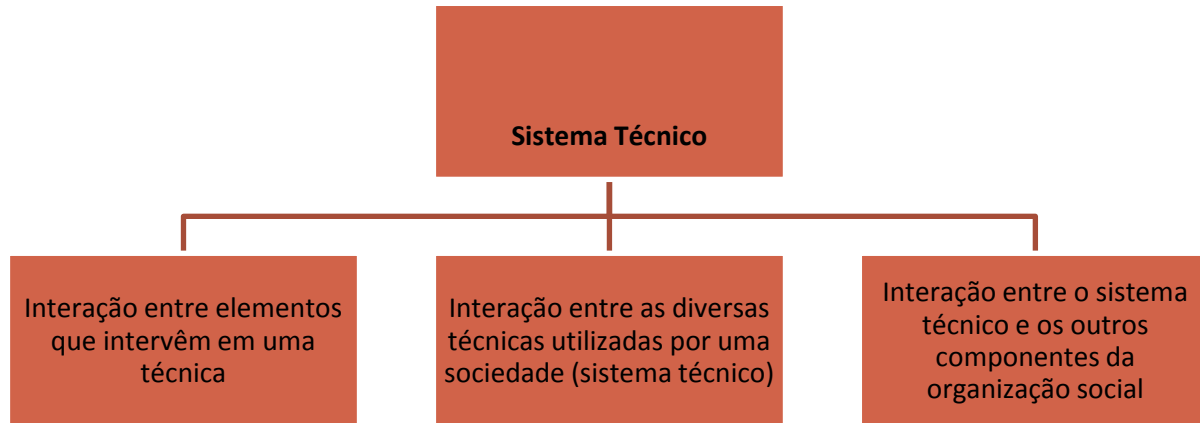 Sistema Técnico
Interação entre elementos
que intervêm em uma
técnica
Interação entre as diversas
técnicas utilizadas por uma
sociedade (sistema técnico)
Interação entre o sistema
técnico e os outros
componentes da
organização social